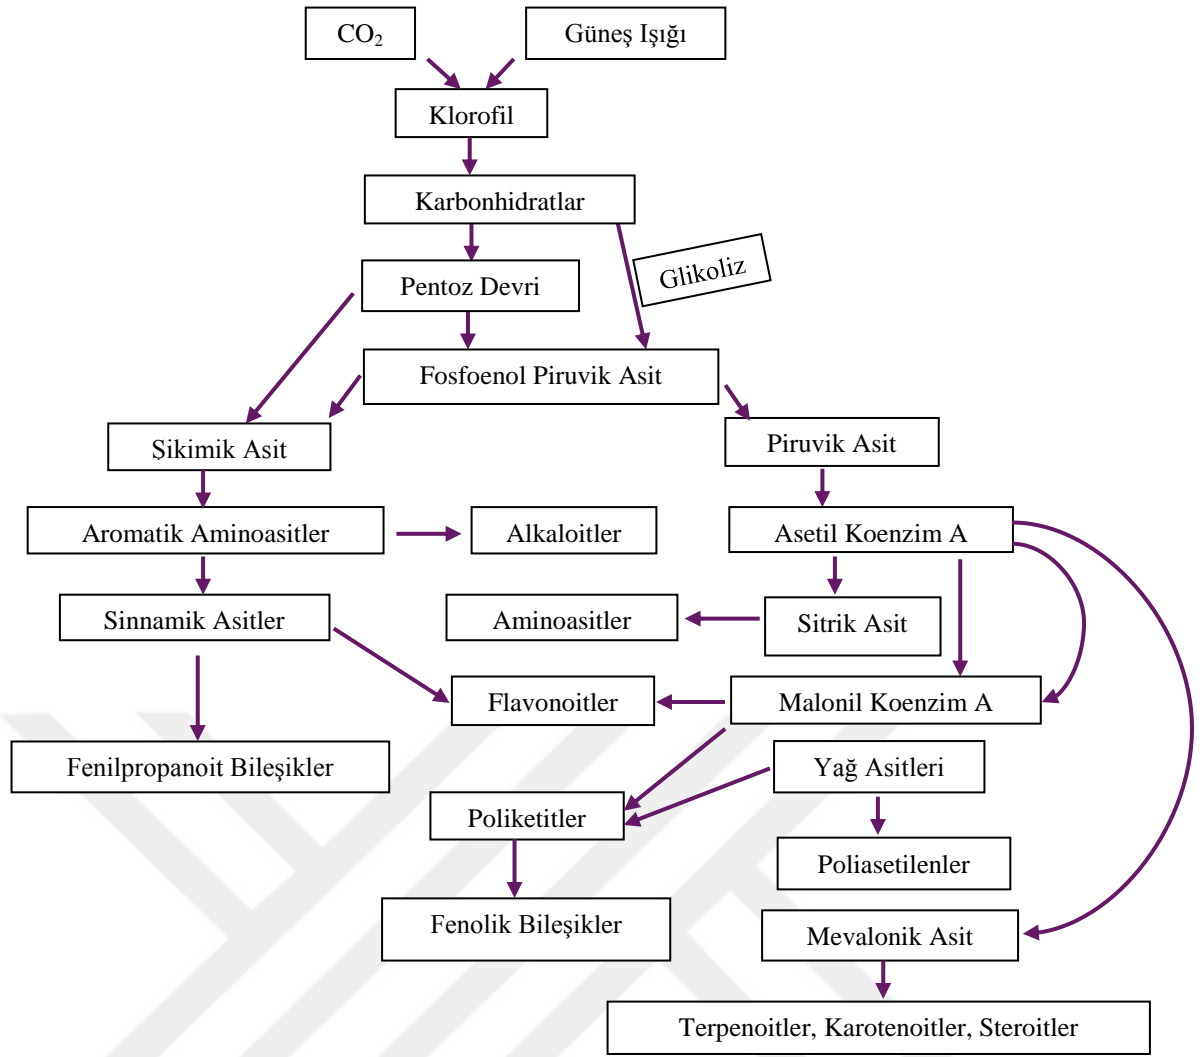 CO₂
Güneş Işığı
Klorofil
Karbonhidratlar
Glikoliz
Pentoz Devri
Fosfoenol Piruvik Asit
Şikimik Asit
Piruvik Asit
Aromatik Aminoasitler
Alkaloitler
Asetil Koenzim A
Sinnamik Asitler
Aminoasitler
Sitrik Asit
Flavonoitler
Malonil Koenzim A
Fenilpropanoit Bileşikler
Yağ Asitleri
Poliketitler
Poliasetilenler
Fenolik Bileşikler
Mevalonik Asit
Terpenoitler, Karotenoitler, Steroitler